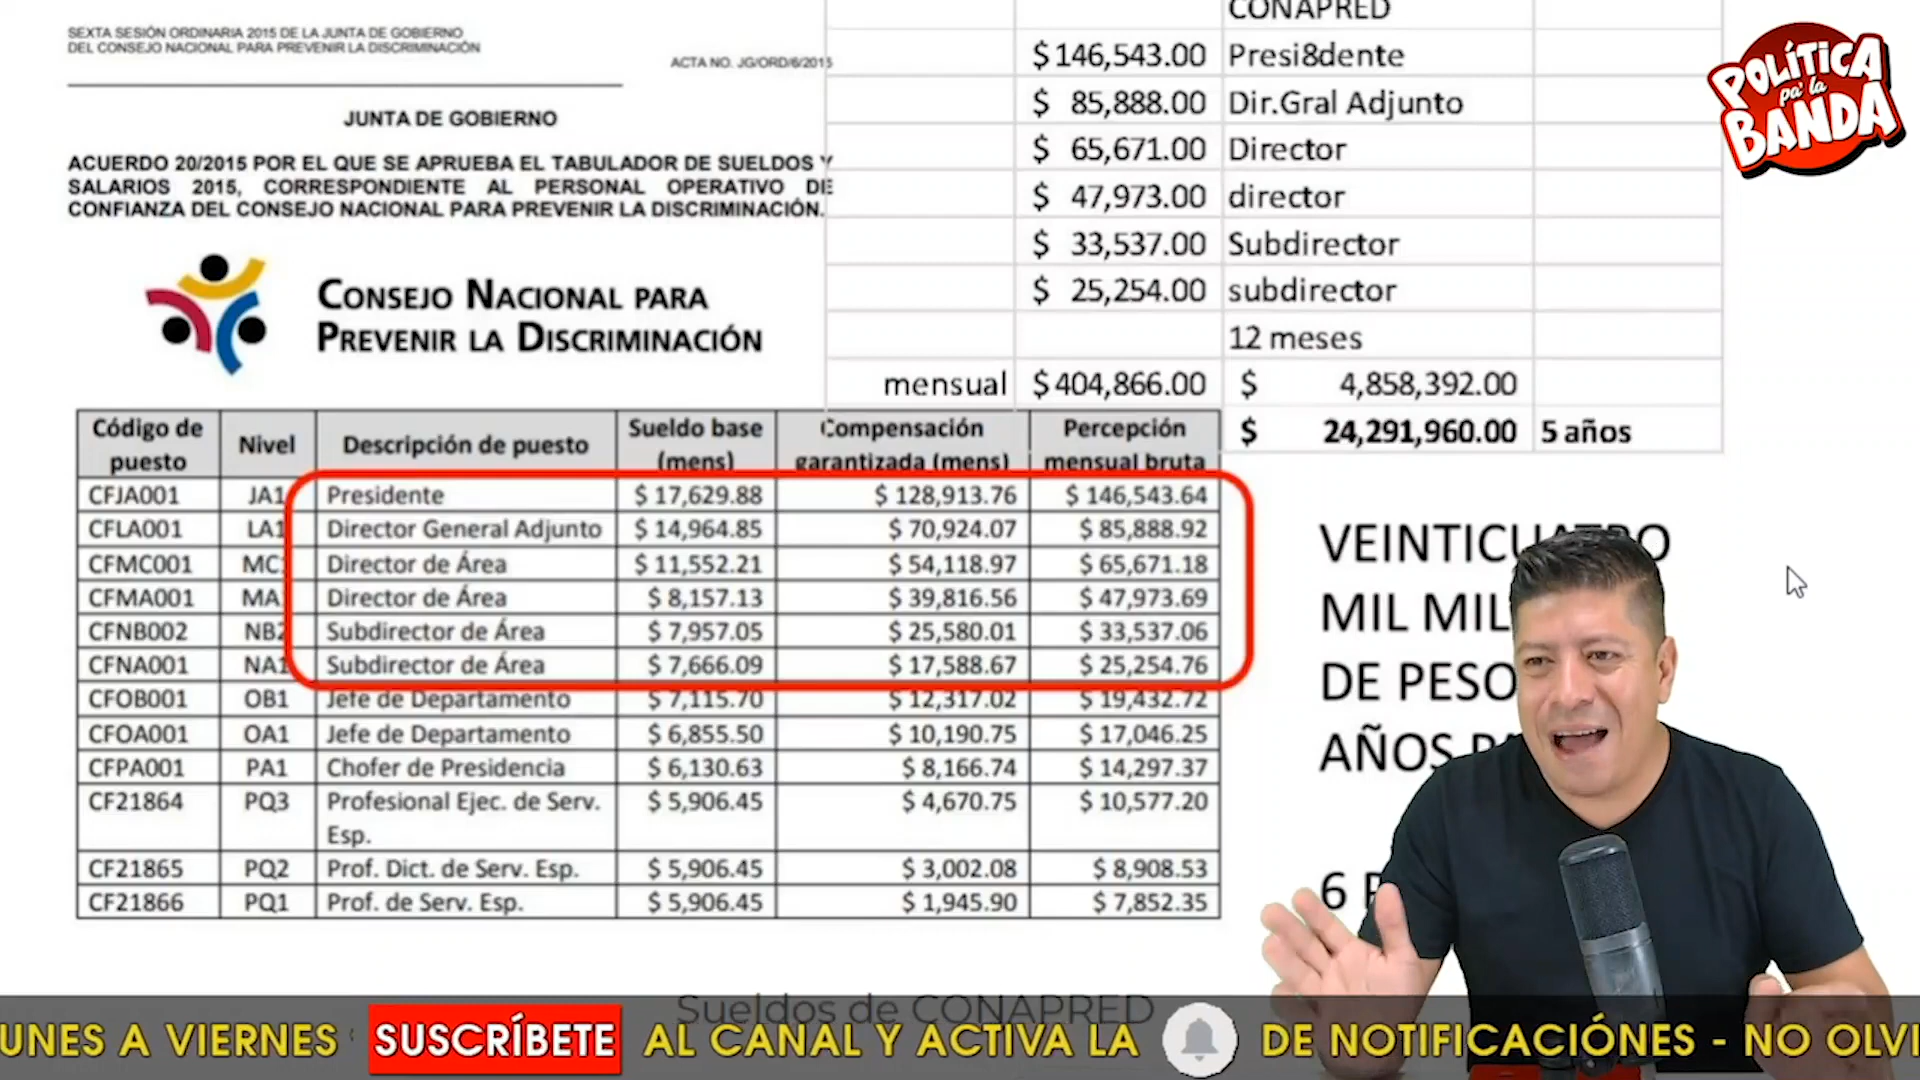 SEXTA SESIÓN ORDINARIA 2015 DE LA JUNTA DE GOBIERNO
DEL CONSEJO NACIONAL PARA PREVENIR LA DISCRIMINACIÓN
ACTA NO. JG/ORD/6/2015
JUNTA DE GOBIERNO
ACUERDO 20/2015 POR EL QUE SE APRUEBA EL TABULADOR DE SUELDOS Y
SALARIOS 2015, CORRESPONDIENTE AL PERSONAL OPERATIVO DE
CONFIANZA DEL CONSEJO NACIONAL PARA PREVENIR LA DISCRIMINACIÓN.
CONSEJO NACIONAL PARA
PREVENIR LA DISCRIMINACIÓN
CONAPRED
$146,543.00 Presi8dente
$ 85,888.00 Dir.Gral Adjunto
$ 65,671.00 Director
$ 47,973.00 director
$ 33,537.00 Subdirector
$ 25,254.00 subdirector
12 meses
mensual $404,866.00 $ 4,858,392.00
$ 24,291,960.00 5 años
POLÍTICA
pa' la
BANDA
Código de puesto Nivel Descripción de puesto Sueldo base (mens) Compensación garantizada (mens) Percepción mensual bruta
CFJA001 JA1 Presidente $ 17,629.88 $ 128,913.76 $ 146,543.64
CFLA001 LA1 Director General Adjunto $ 14,964.85 $ 70,924.07 $ 85,888.92
CFMC001 MC Director de Área $ 11,552.21 $ 54,118.97 $ 65,671.18
CFMA001 MA Director de Área $ 8,157.13 $ 39,816.56 $ 47,973.69
CFNB002 NB2 Subdirector de Área $ 7,957.05 $ 25,580.01 $ 33,537.06
CFNA001 NA1 Subdirector de Área $ 7,666.09 $ 17,588.67 $ 25,254.76
CFOB001 OB1 Jefe de Departamento $ 7,115.70 $ 12,317.02 $ 19,432.72
CFOA001 OA1 Jefe de Departamento $ 6,855.50 $ 10,190.75 $ 17,046.25
CFPA001 PA1 Chofer de Presidencia $ 6,130.63 $ 8,166.74 $ 14,297.37
CF21864 PQ3 Profesional Ejec. de Serv. Esp. $ 5,906.45 $ 4,670.75 $ 10,577.20
CF21865 PQ2 Prof. Dict. de Serv. Esp. $ 5,906.45 $ 3,002.08 $ 8,908.53
CF21866 PQ1 Prof. de Serv. Esp. $ 5,906.45 $ 1,945.90 $ 7,852.35
VEINTICUATRO
MIL MIL
DE PESO
AÑOS
6
Sueldos de CONAPRED
UNES A VIERNES SUSCRÍBETE AL CANAL Y ACTIVA LA DE NOTIFICACIÓNES - NO OLVI